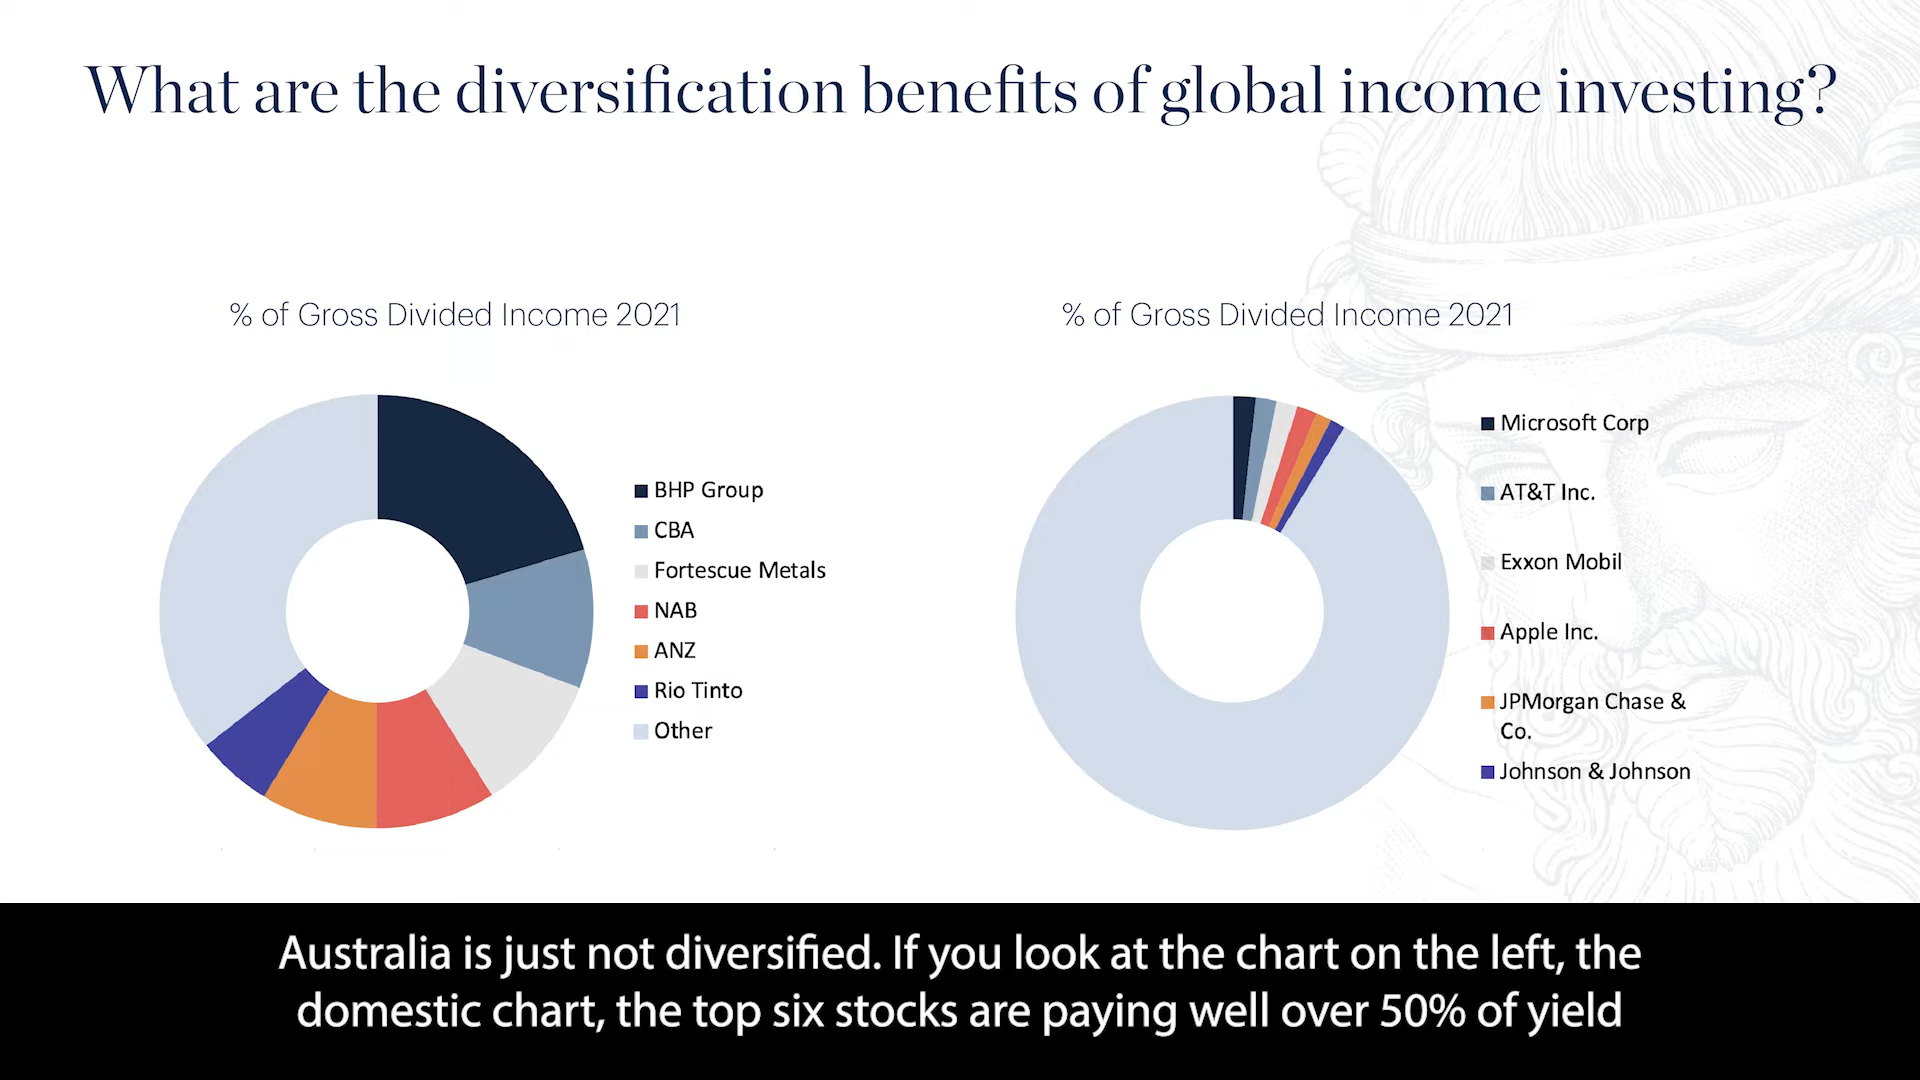 What are the diversification benefits of global income investing?
% of Gross Divided Income 2021
BHP Group
CBA
Fortescue Metals
NAB
ANZ
Rio Tinto
Other
% of Gross Divided Income 2021
Microsoft Corp
AT&T Inc.
Exxon Mobil
Apple Inc.
JPMorgan Chase &
Co.
Johnson & Johnson
Australia is just not diversified. If you look at the chart on the left, the
domestic chart, the top six stocks are paying well over 50% of yield